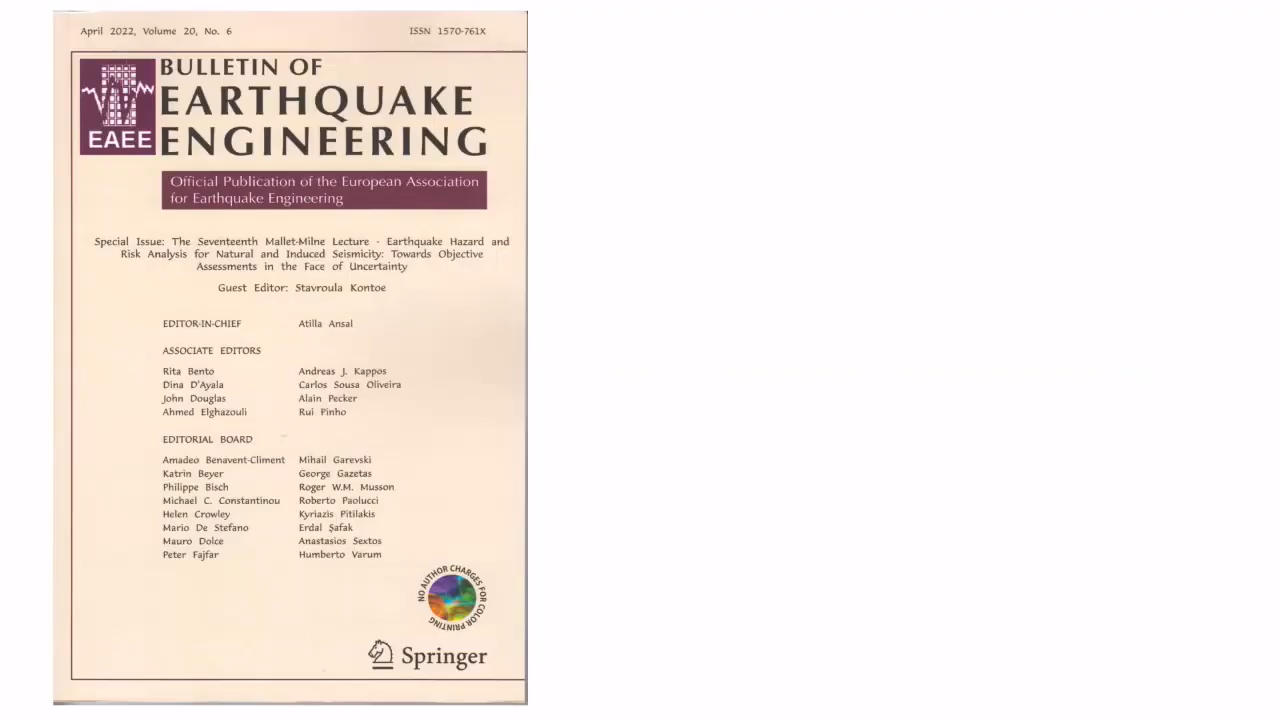 April 2022, Volume 20, No. 6
ISSN 1570-761X
EAEE
BULLETIN OF
EARTHQUAKE
ENGINEERING
Official Publication of the European Association
for Earthquake Engineering
Special Issue: The Seventeenth Mallet-Milne Lecture - Earthquake Hazard and
Risk Analysis for Natural and Induced Seismicity: Towards Objective
Assessments in the Face of Uncertainty
Guest Editor: Stavroula Kontoe
EDITOR-IN-CHIEF Atilla Ansal
ASSOCIATE EDITORS
Rita Bento Andreas J. Kappos
Dina D'Ayala Carlos Sousa Oliveira
John Douglas Alain Pecker
Ahmed Elghazouli Rui Pinho
EDITORIAL BOARD
Amadeo Benavent-Climent Mihail Garevski
Katrin Beyer George Gazetas
Philippe Bisch Roger W.M. Musson
Michael C. Constantinou Roberto Paolucci
Helen Crowley Kyriazis Pitilakis
Mario De Stefano Erdal Şafak
Mauro Dolce Anastasios Sextos
Peter Fajfar Humberto Varum
NO AUTHOR CHARGES FOR COLOR PRINTING
Springer